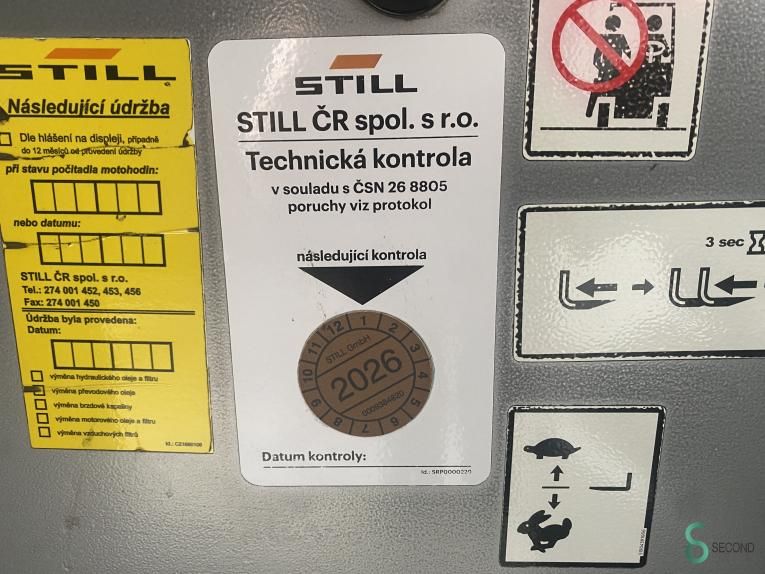 STILL
Následující údržba
Dle hlášení na displeji, případně
do 12 měsíců od provedení údržby
při stavu počitadla motohodin:
nebo datumu:
STILL ČR spol. s r.o.
Tel.: 274 001 452, 453, 456
Fax: 274 001 450
Údržba byla provedena:
Datum:
výměna hydraulického oleje a filtru
výměna převodového oleje
výměna brzdové kapaliny
výměna motorového oleje a filtru
výměna vzduchových filtrů
STILL
STILL ČR spol. s r.o.
Technická kontrola
v souladu s ČSN 26 8805
poruchy viz protokol
následující kontrola
12 1 2 3 4 5 6 7 8 9 10 11
STILL GmbH
2026
Datum kontroly:
Id.: SRP0000220
3 sec
SECOND